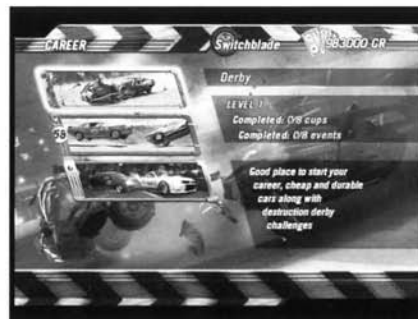 CAREER
Switchblade
983000 CR
Derby
LEVEL 1
Completed: 0/8 cups
Completed: 0/8 events
Good place to start your
career, cheap and durable
cars along with
destruction derby
challenges